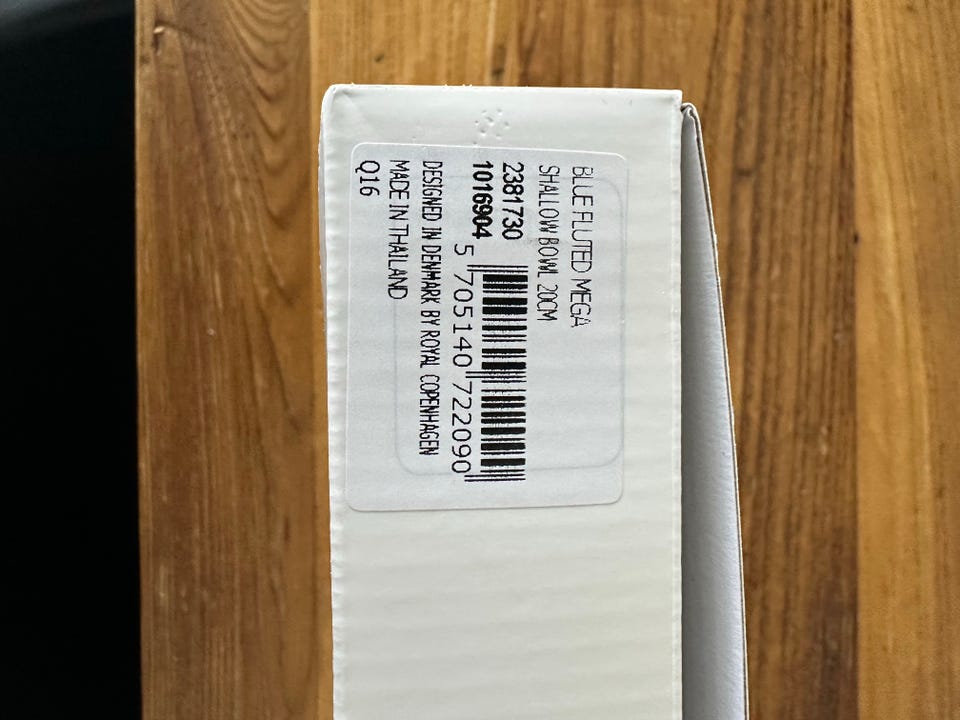 BLUE FLUTED MEGA
SHALLOW BOWL 20CM
2381730
1016904
5 705140 722090
DESIGNED IN DENMARK BY ROYAL COPENHAGEN
MADE IN THAILAND
Q16